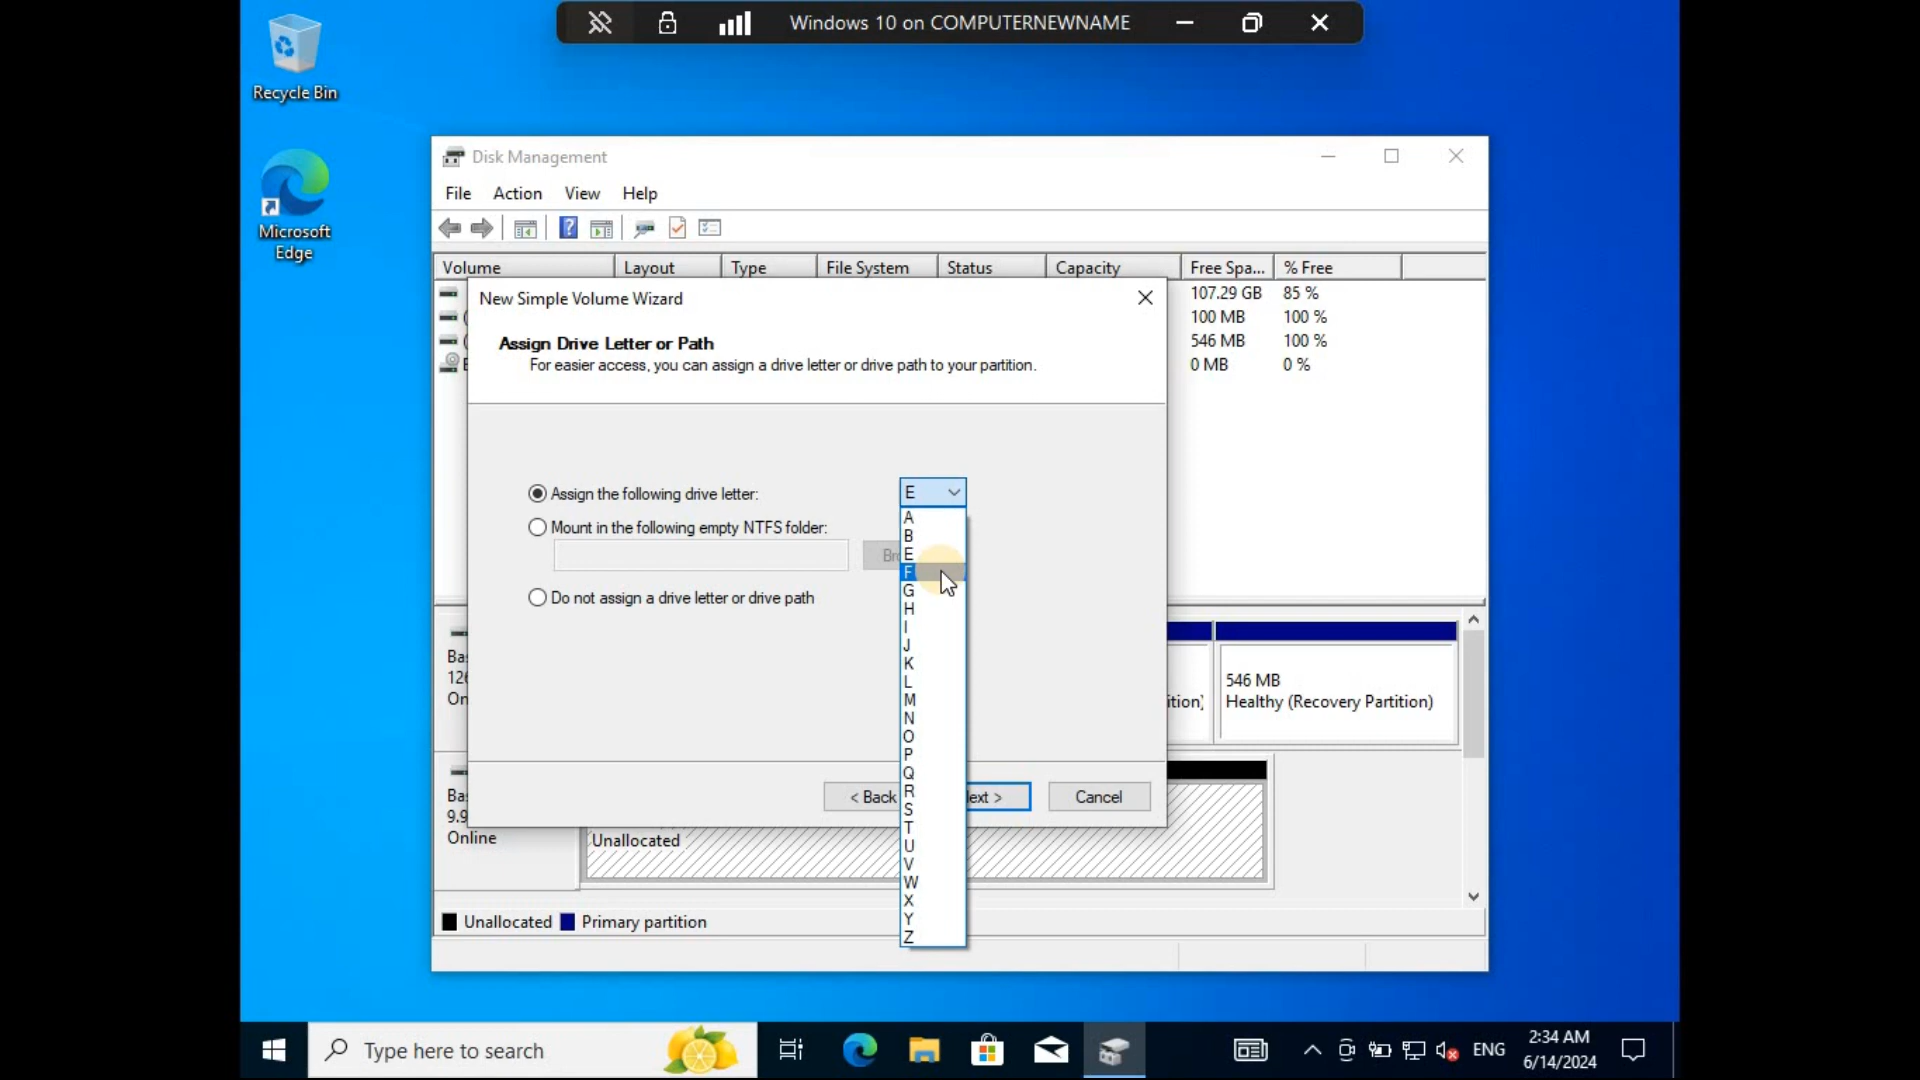 Windows 10 on COMPUTERNEWNAME
Recycle Bin
Microsoft
Edge
Disk Management
File Action View Help
Volume Layout Type File System Status Capacity Free Spa... % Free
107.29 GB 85 %
100 MB 100 %
546 MB 100 %
0 MB 0 %
New Simple Volume Wizard
Assign Drive Letter or Path
For easier access, you can assign a drive letter or drive path to your partition.
Assign the following drive letter:
E
Mount in the following empty NTFS folder:
Do not assign a drive letter or drive path
A
B
E
F
G
H
I
J
K
L
M
N
O
P
Q
R
S
T
U
V
W
X
Y
Z
< Back
Cancel
546 MB
Healthy (Recovery Partition)
Online
Unallocated
Unallocated Primary partition
Type here to search
ENG
2:34 AM
6/14/2024